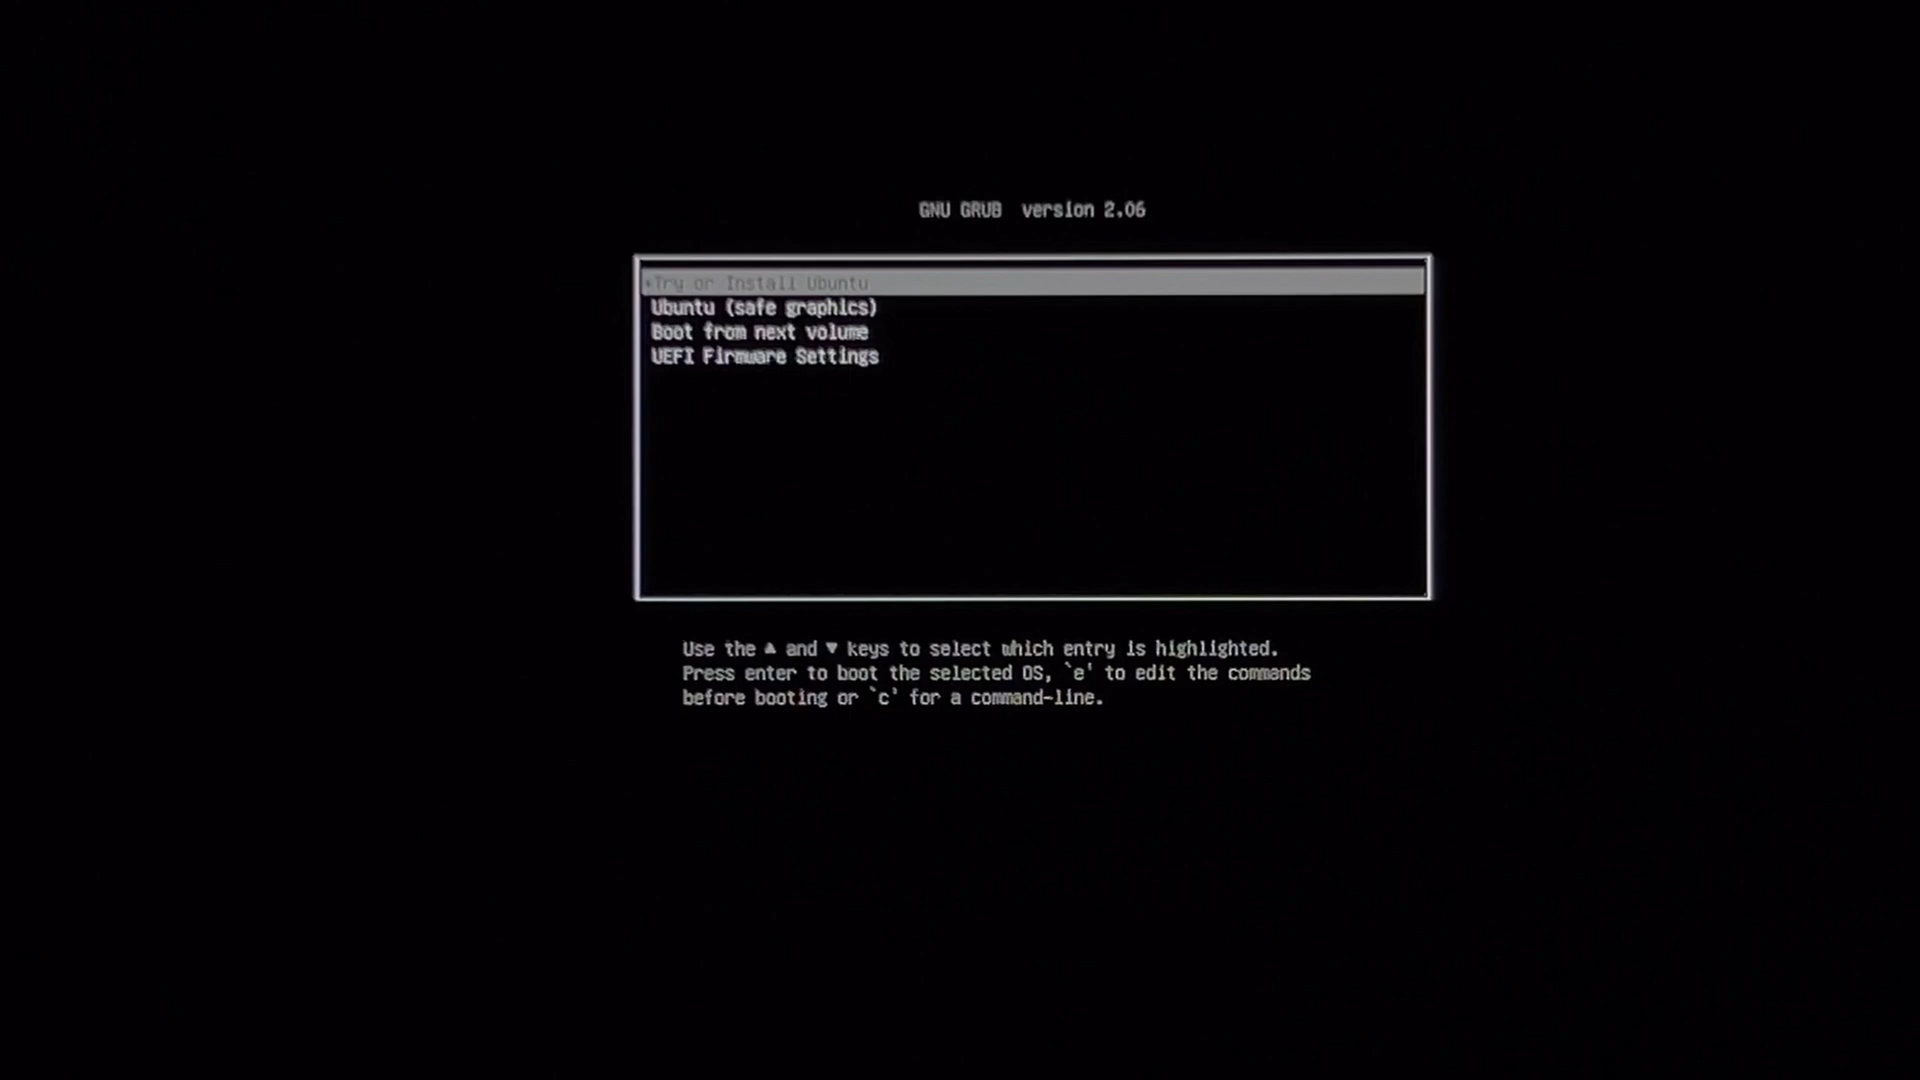 GNU GRUB  version 2.06
*Try or Install Ubuntu
Ubuntu (safe graphics)
Boot from next volume
UEFI Firmware Settings
Use the ▲ and ▼ keys to select which entry is highlighted.
Press enter to boot the selected OS, `e' to edit the commands
before booting or `c' for a command-line.